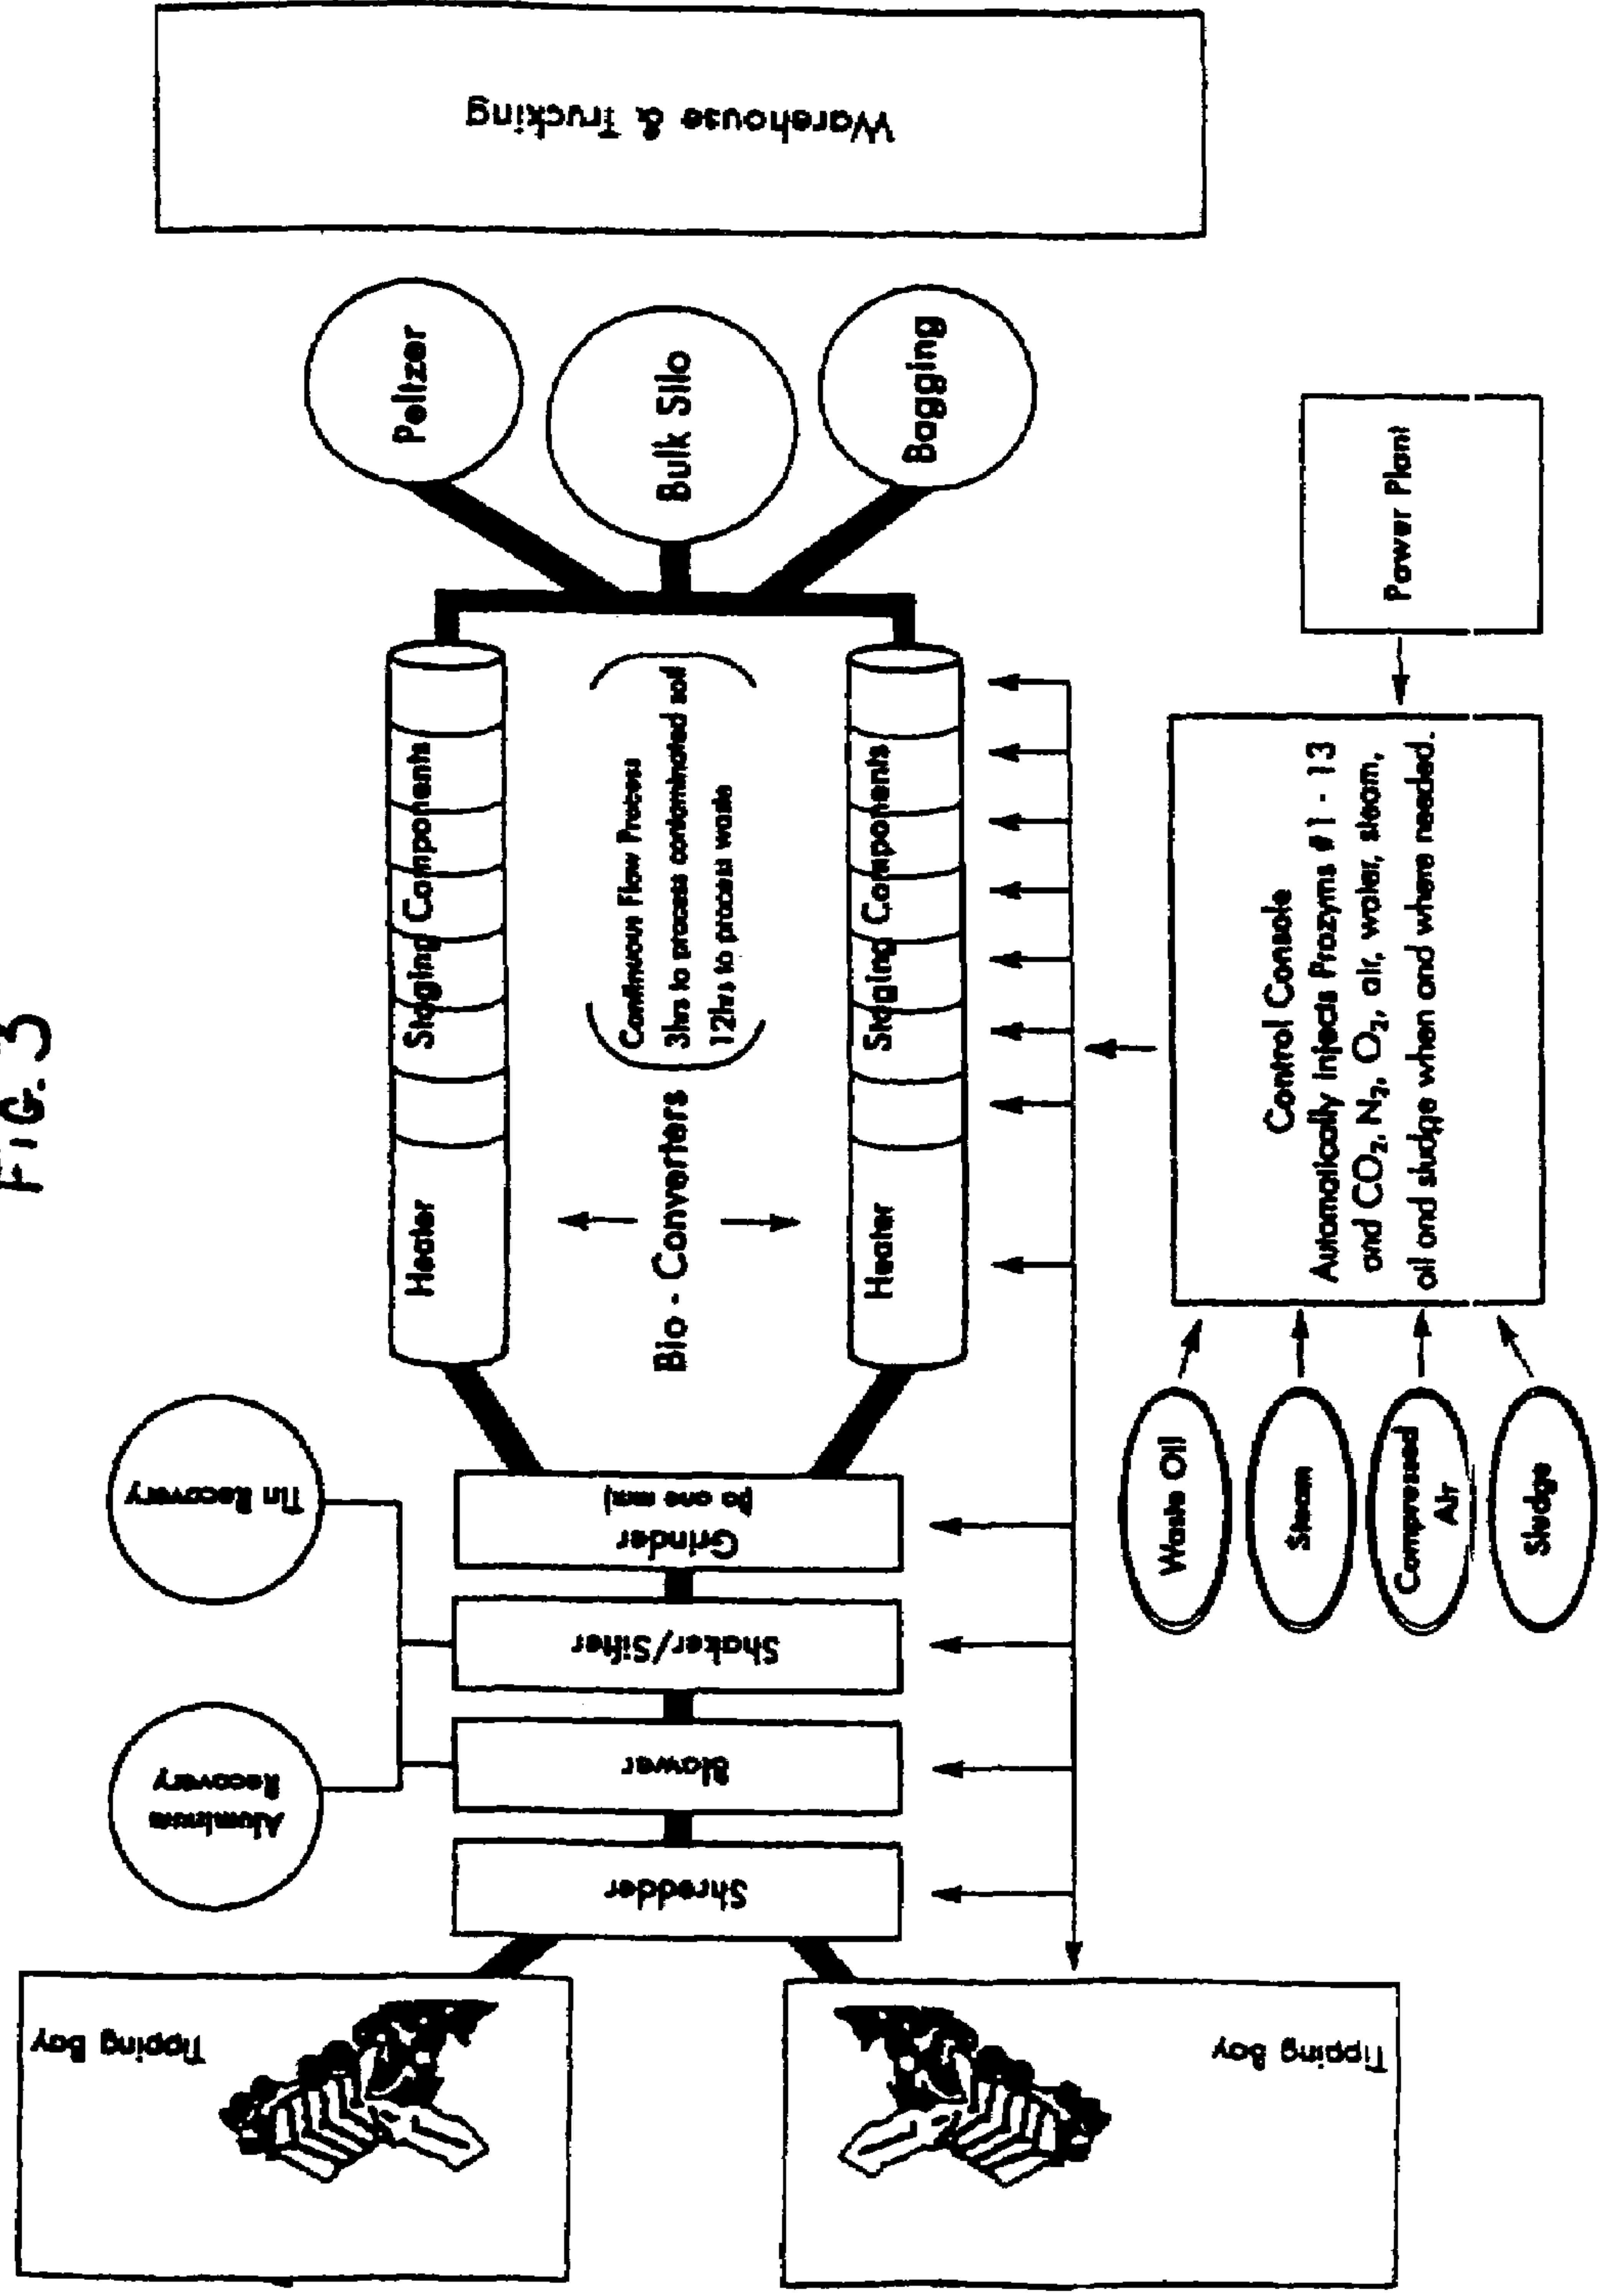 FIG. 3
Tipping Bay
Tipping Bay
Shredder
Blower
Shaker/Sifter
Grinder
(To one mm)
Aluminum
Recovery
Tin Recovery
Heater
Staging Components
Bio - Converters
Continuous Flow Process
3hrs to process contaminated soil
12hrs to process waste
Heater
Staging Components
Peltzer
Bulk Silo
Bagging
Warehouse & Trucking
Waste Oil
Steam
Compressed
Air
Sludge
Control Console
Automatically injects Prozyms #1 - 13
and CO₂, N₂, O₂, air, water, steam,
oil and sludge when and where needed.
Power Plant